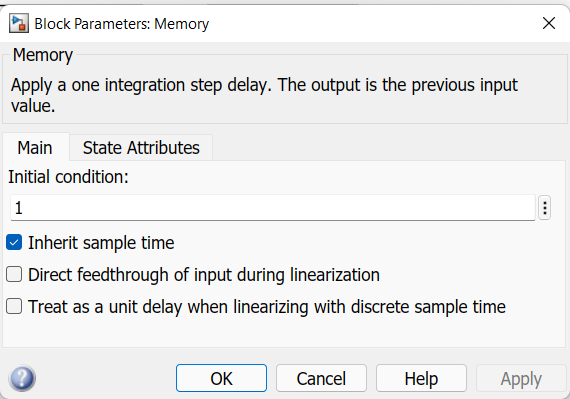 Block Parameters: Memory
Memory
Apply a one integration step delay. The output is the previous input
value.
Main State Attributes
Initial condition:
1
Inherit sample time
Direct feedthrough of input during linearization
Treat as a unit delay when linearizing with discrete sample time
? OK Cancel Help Apply